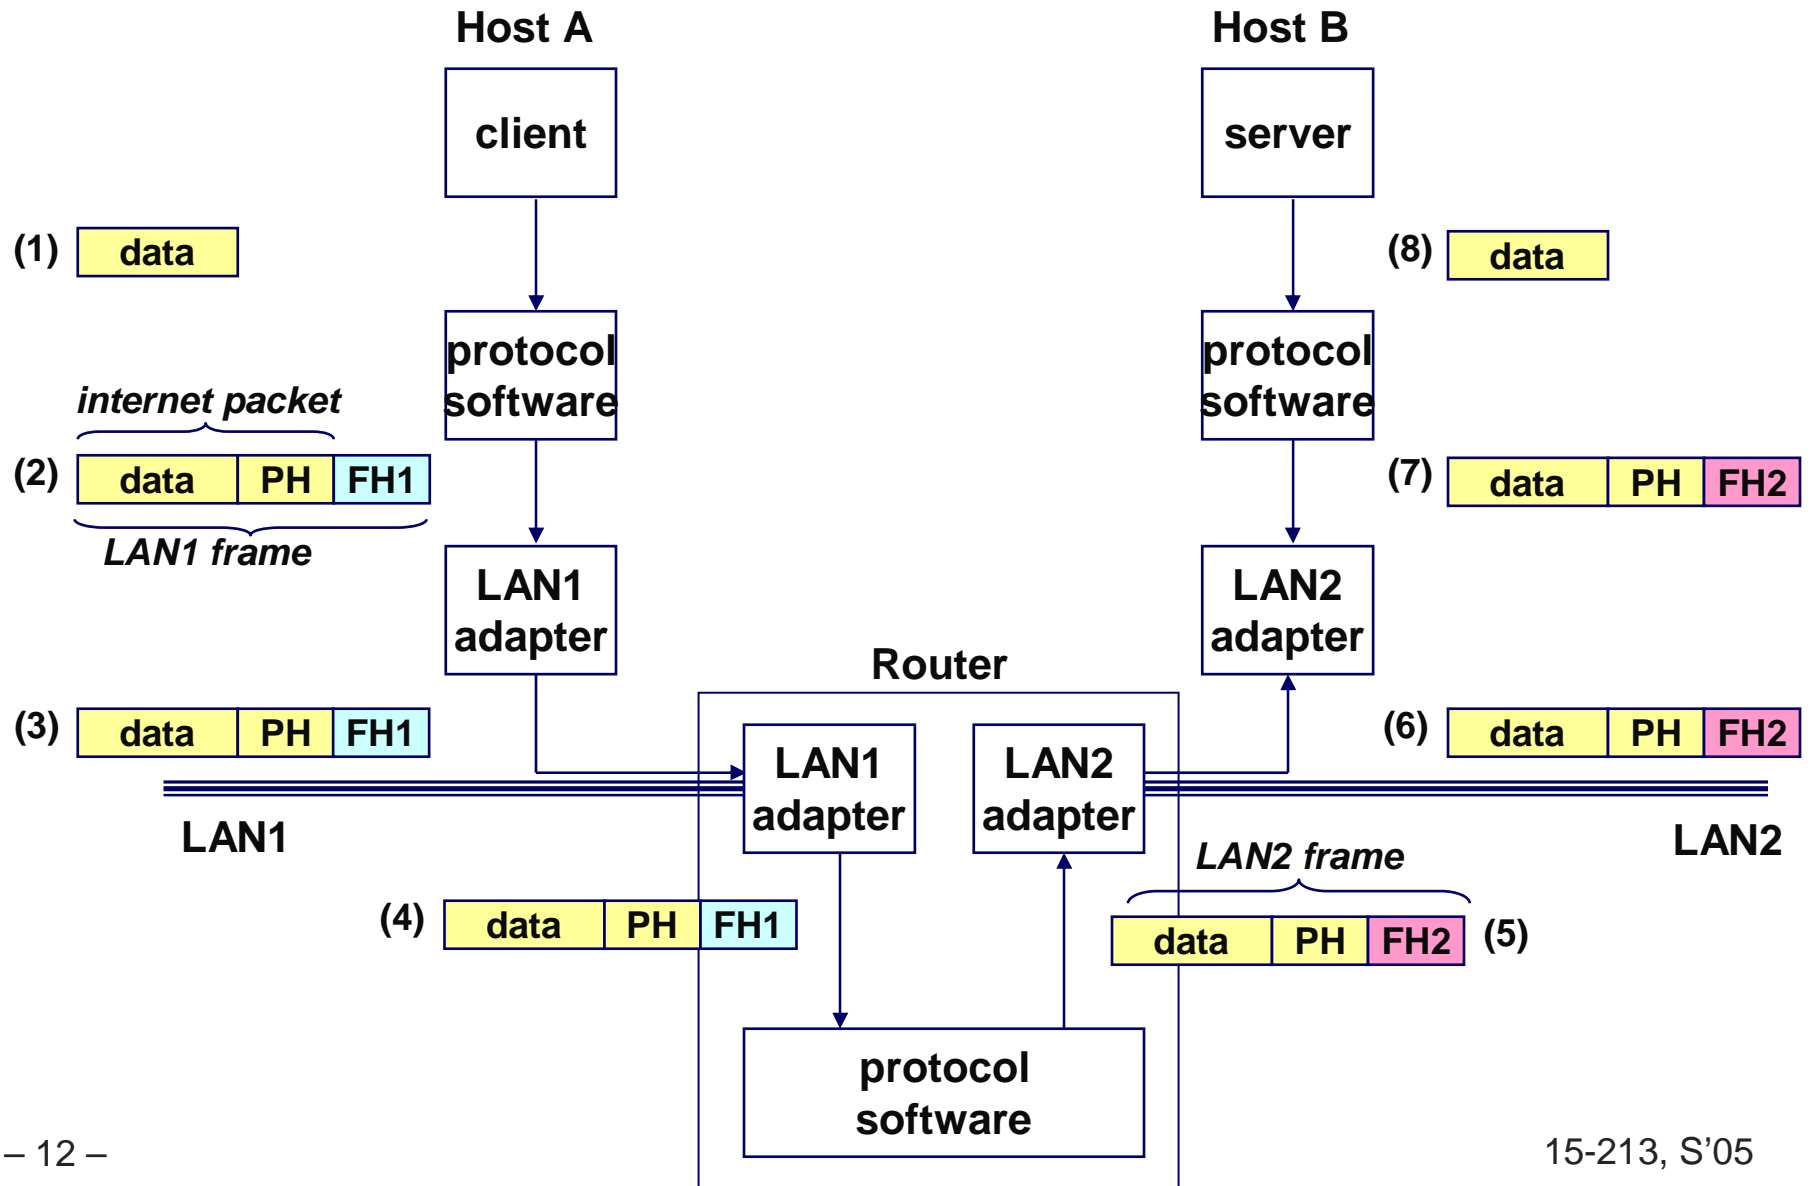 Host A
Host B
client
server
(1) data
(8) data
protocol
software
protocol
software
internet packet
(2) data PH FH1
LAN1 frame
(7) data PH FH2
LAN1
adapter
LAN2
adapter
Router
(3) data PH FH1
(6) data PH FH2
LAN1
adapter
LAN2
adapter
LAN1
LAN2
LAN2 frame
(4) data PH FH1
data PH FH2 (5)
protocol
software
– 12 –
15-213, S’05